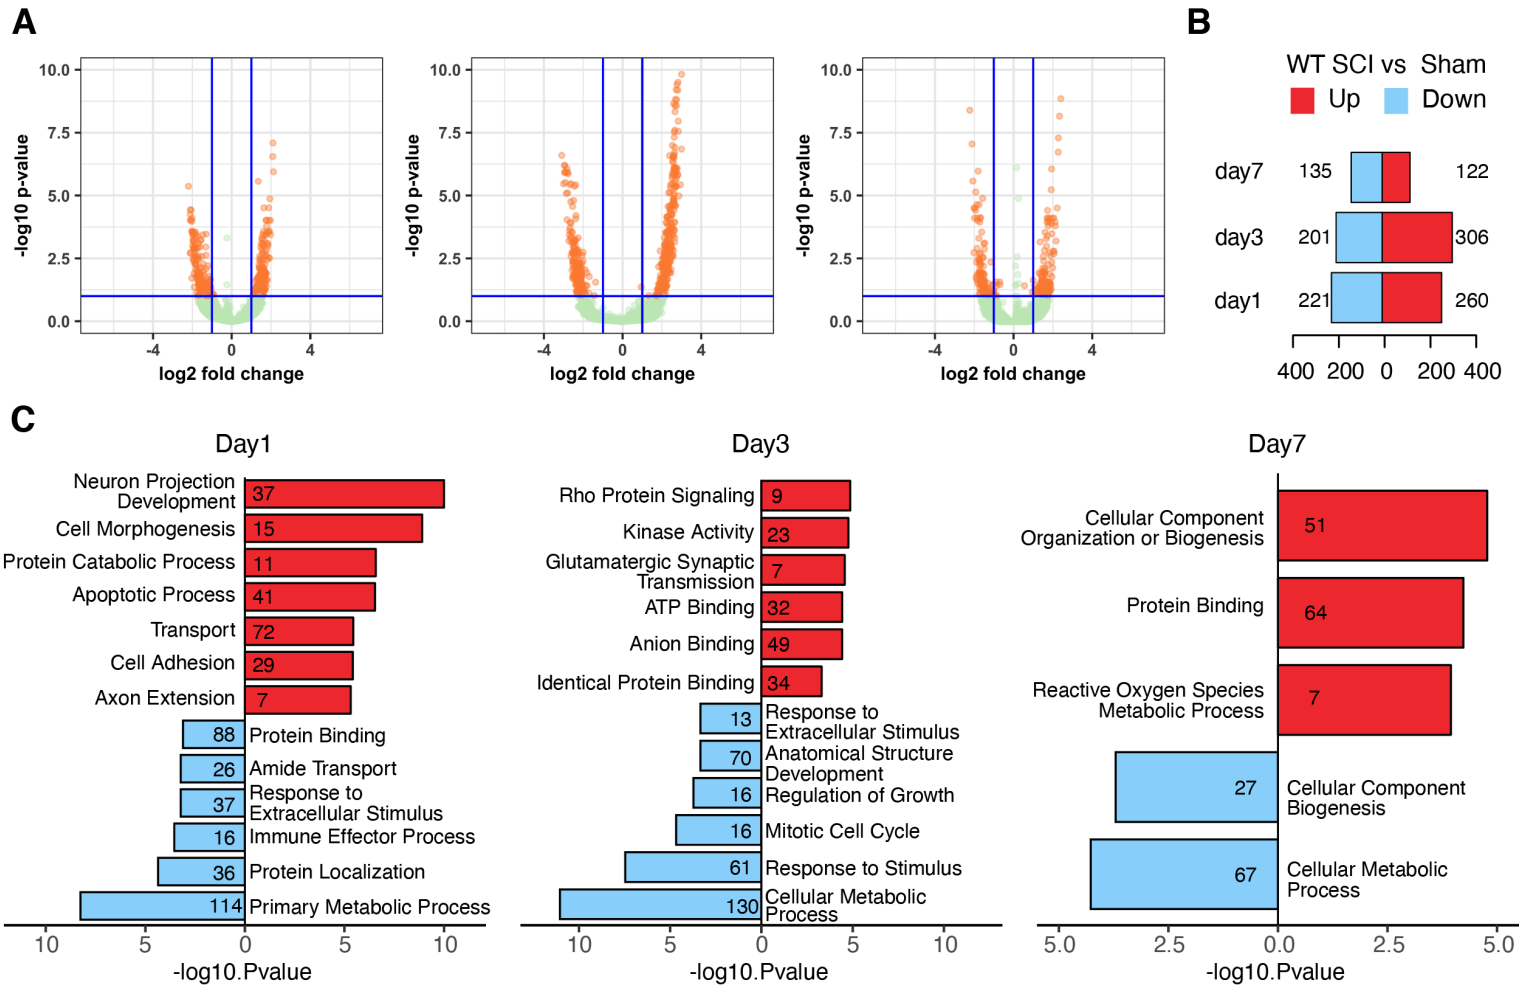 A
B
10.0
7.5
5.0
2.5
0.0
-log10 p-value
-4
0
4
log2 fold change
10.0
7.5
5.0
2.5
0.0
-log10 p-value
-4
0
4
log2 fold change
10.0
7.5
5.0
2.5
0.0
-log10 p-value
-4
0
4
log2 fold change
WT SCI vs Sham
Up
Down
day7
135
122
day3
201
306
day1
221
260
400 200 0 200 400
C
Day1
Neuron Projection
Development
37
Cell Morphogenesis
15
Protein Catabolic Process
11
Apoptotic Process
41
Transport
72
Cell Adhesion
29
Axon Extension
7
88
Protein Binding
26
Amide Transport
37
Response to
Extracellular Stimulus
16
Immune Effector Process
36
Protein Localization
114
Primary Metabolic Process
10 5 0 5 10
-log10.Pvalue
Day3
Rho Protein Signaling
9
Kinase Activity
23
Glutamatergic Synaptic
Transmission
7
ATP Binding
32
Anion Binding
49
Identical Protein Binding
34
13
Response to
Extracellular Stimulus
70
Anatomical Structure
Development
16
Regulation of Growth
16
Mitotic Cell Cycle
61
Response to Stimulus
130
Cellular Metabolic
Process
10 5 0 5 10
-log10.Pvalue
Day7
Cellular Component
Organization or Biogenesis
51
Protein Binding
64
Reactive Oxygen Species
Metabolic Process
7
27
Cellular Component
Biogenesis
67
Cellular Metabolic
Process
5.0 2.5 0.0 2.5 5.0
-log10.Pvalue